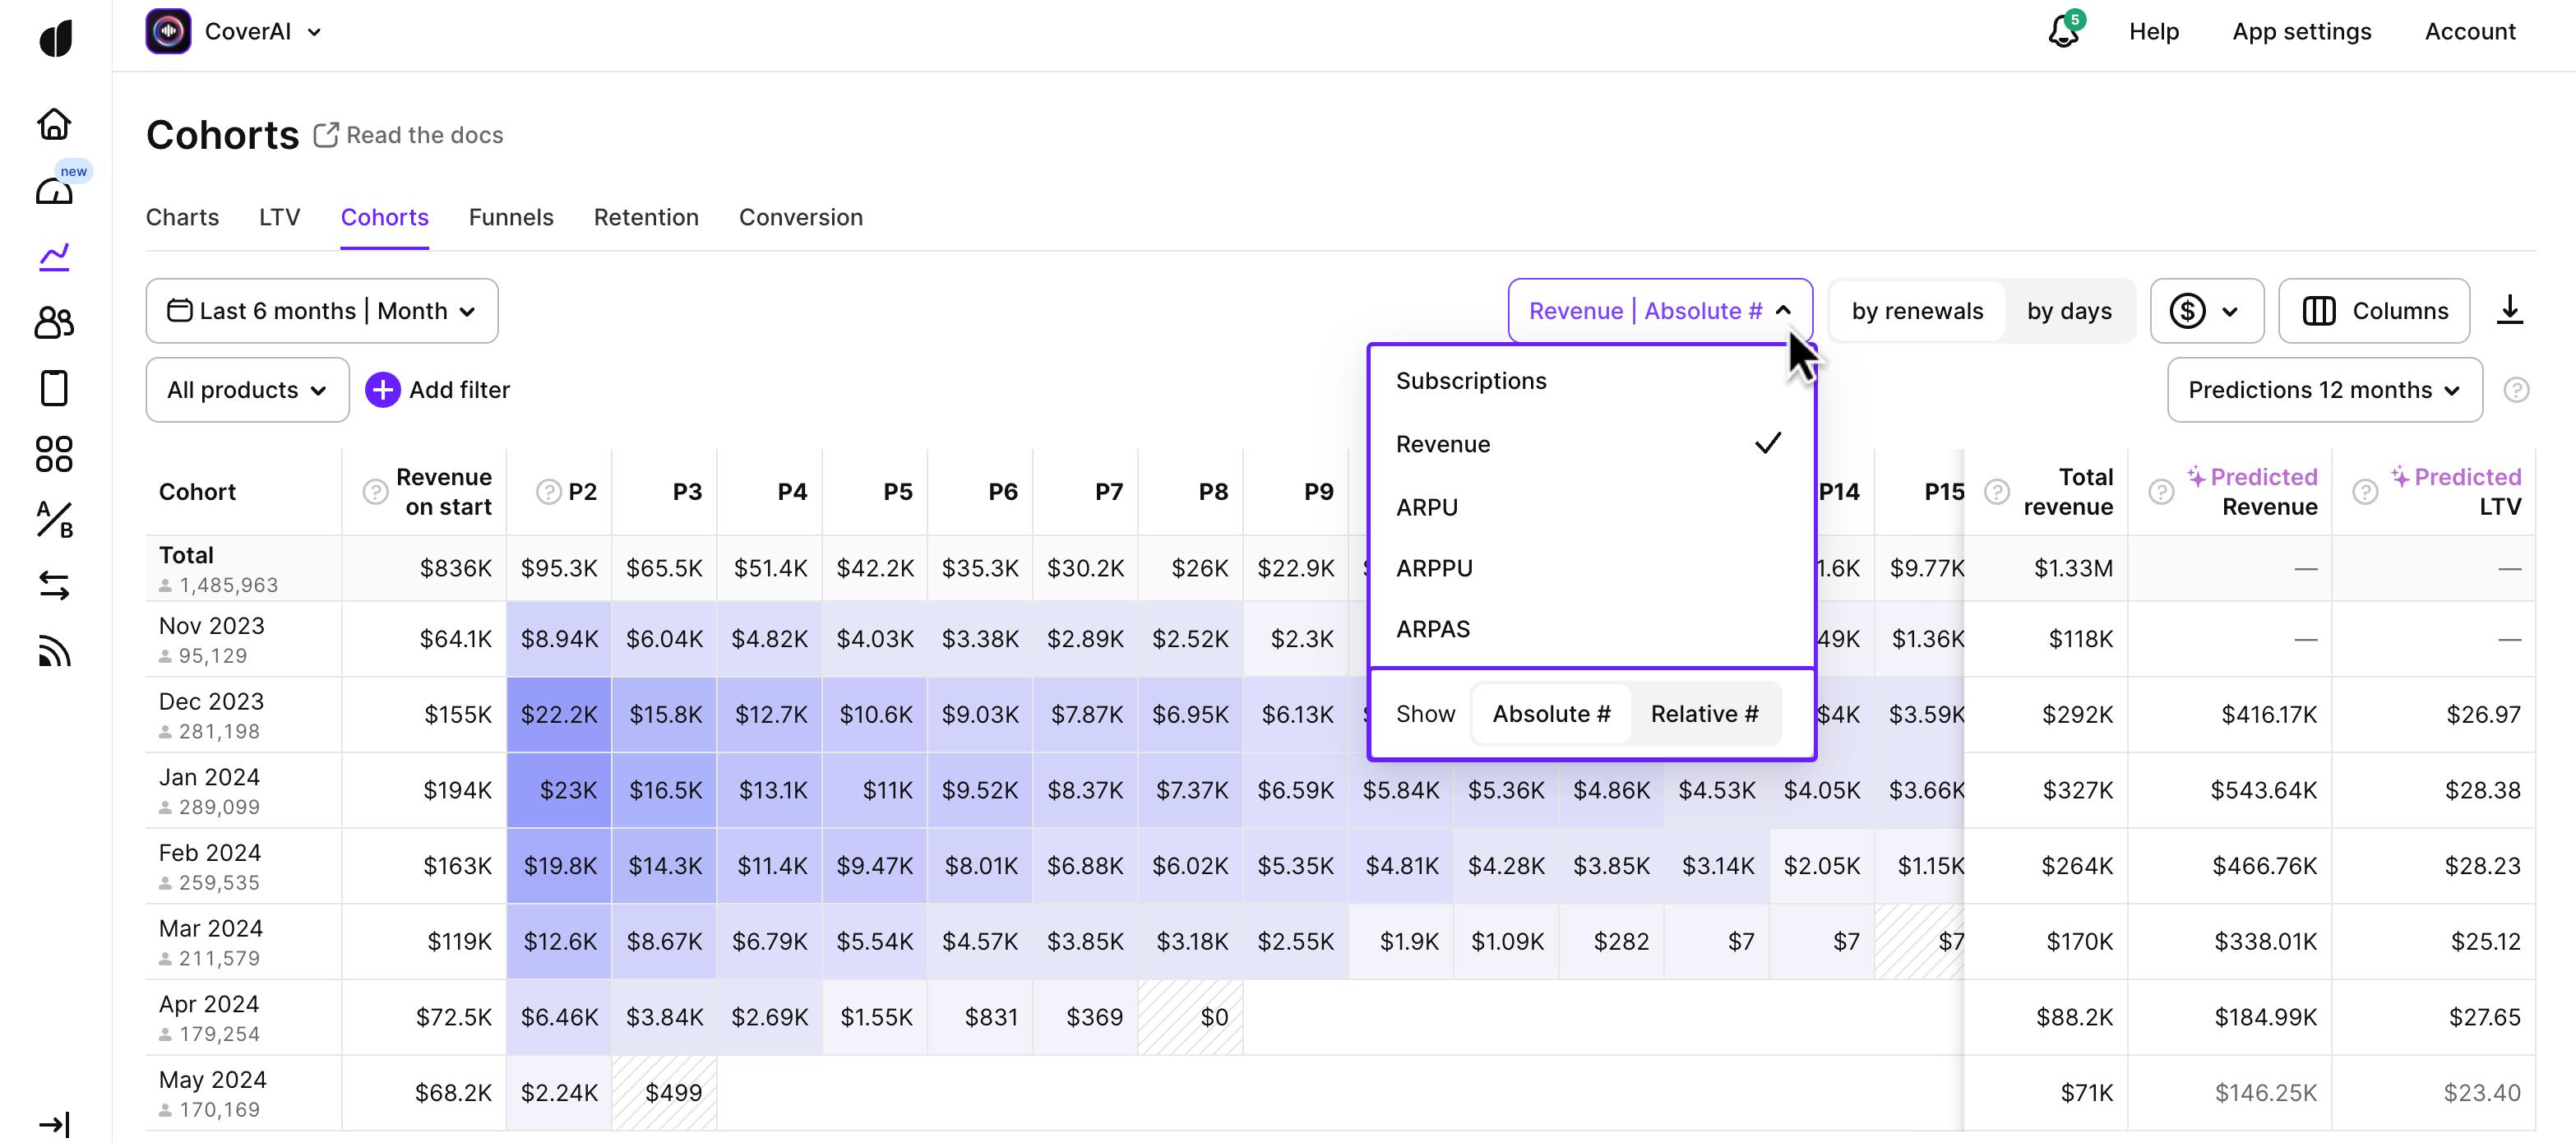 CoverAI
5
Help
App settings
Account
new
Cohorts
Read the docs
Charts
LTV
Cohorts
Funnels
Retention
Conversion
Last 6 months | Month
Revenue | Absolute #
by renewals
by days
$
Columns
All products
Add filter
Predictions 12 months
?
Subscriptions
Revenue
ARPU
ARPPU
ARPAS
Show
Absolute #
Relative #
A/B
Cohort ? Revenue on start ? P2 P3 P4 P5 P6 P7 P8 P9 P14 P15 ? Total revenue ? Predicted Revenue ? Predicted LTV
Total $836K $95.3K $65.5K $51.4K $42.2K $35.3K $30.2K $26K $22.9K 1.6K $9.77K $1.33M — —
1,485,963
Nov 2023 $64.1K $8.94K $6.04K $4.82K $4.03K $3.38K $2.89K $2.52K $2.3K 49K $1.36K $118K — —
95,129
Dec 2023 $155K $22.2K $15.8K $12.7K $10.6K $9.03K $7.87K $6.95K $6.13K $4K $3.59K $292K $416.17K $26.97
281,198
Jan 2024 $194K $23K $16.5K $13.1K $11K $9.52K $8.37K $7.37K $6.59K $5.84K $5.36K $4.86K $4.53K $4.05K $3.66K $327K $543.64K $28.38
289,099
Feb 2024 $163K $19.8K $14.3K $11.4K $9.47K $8.01K $6.88K $6.02K $5.35K $4.81K $4.28K $3.85K $3.14K $2.05K $1.15K $264K $466.76K $28.23
259,535
Mar 2024 $119K $12.6K $8.67K $6.79K $5.54K $4.57K $3.85K $3.18K $2.55K $1.9K $1.09K $282 $7 $7 $7 $170K $338.01K $25.12
211,579
Apr 2024 $72.5K $6.46K $3.84K $2.69K $1.55K $831 $369 $0 $88.2K $184.99K $27.65
179,254
May 2024 $68.2K $2.24K $499 $71K $146.25K $23.40
170,169